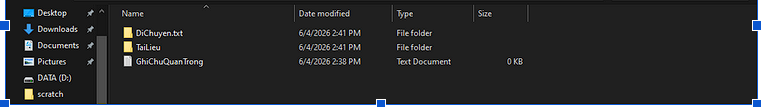 Name Date modified Type Size
Desktop
Downloads
Documents
Pictures
DATA (D:)
scratch
DiChuyen.txt 6/4/2026 2:41 PM File folder
TaiLieu 6/4/2026 2:41 PM File folder
GhiChuQuanTrong 6/4/2026 2:38 PM Text Document 0 KB